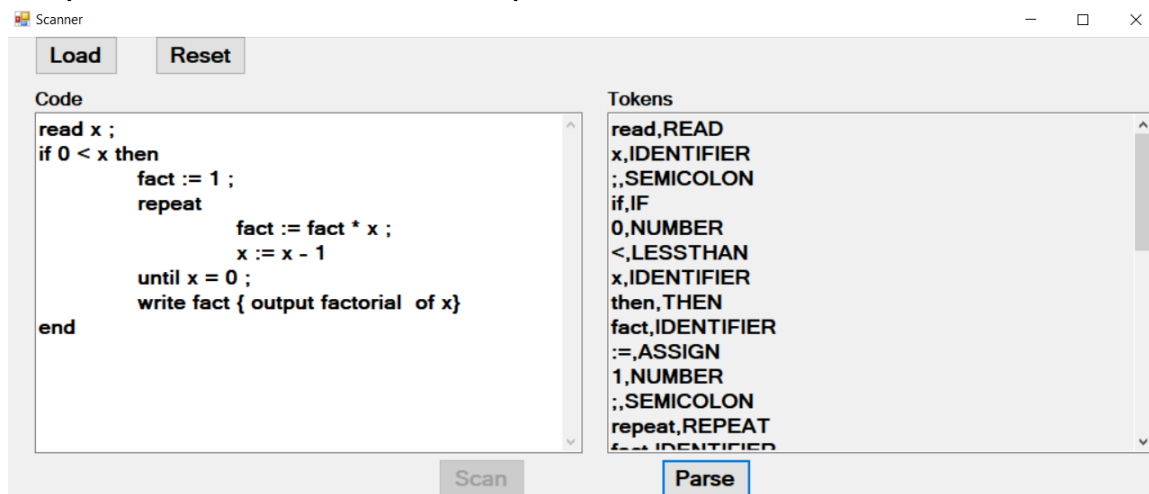 Scanner
Load Reset
Code
read x ;
if 0 < x then
fact := 1 ;
repeat
fact := fact * x ;
x := x - 1
until x = 0 ;
write fact { output factorial  of x}
end
Tokens
read,READ
x,IDENTIFIER
;,SEMICOLON
if,IF
0,NUMBER
<,LESSTHAN
x,IDENTIFIER
then,THEN
fact,IDENTIFIER
:=,ASSIGN
1,NUMBER
;,SEMICOLON
repeat,REPEAT
fact,IDENTIFIER
Scan Parse